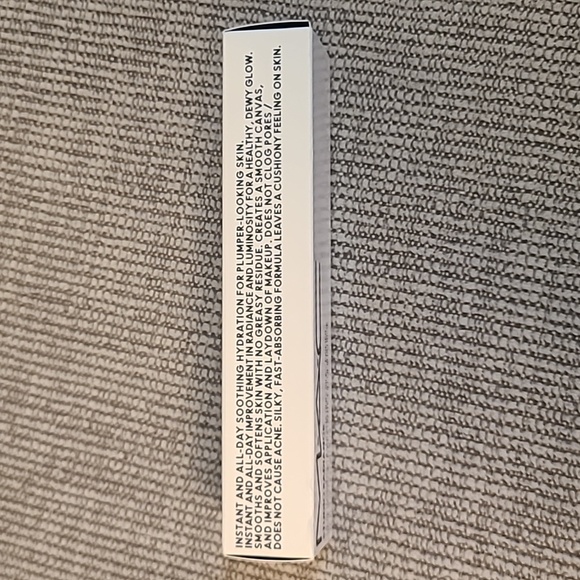 INSTANT AND ALL-DAY SOOTHING HYDRATION FOR PLUMPER-LOOKING SKIN.
INSTANT AND ALL-DAY IMPROVEMENT IN RADIANCE AND LUMINOSITY FOR A HEALTHY, DEWY GLOW.
SMOOTHS AND SOFTENS SKIN WITH NO GREASY RESIDUE. CREATES A SMOOTH CANVAS,
AND IMPROVES APPLICATION AND LAYDOWN OF MAKEUP. DOES NOT CLOG PORES /
DOES NOT CAUSE ACNE. SILKY, FAST-ABSORBING FORMULA LEAVES A CUSHIONY FEELING ON SKIN.